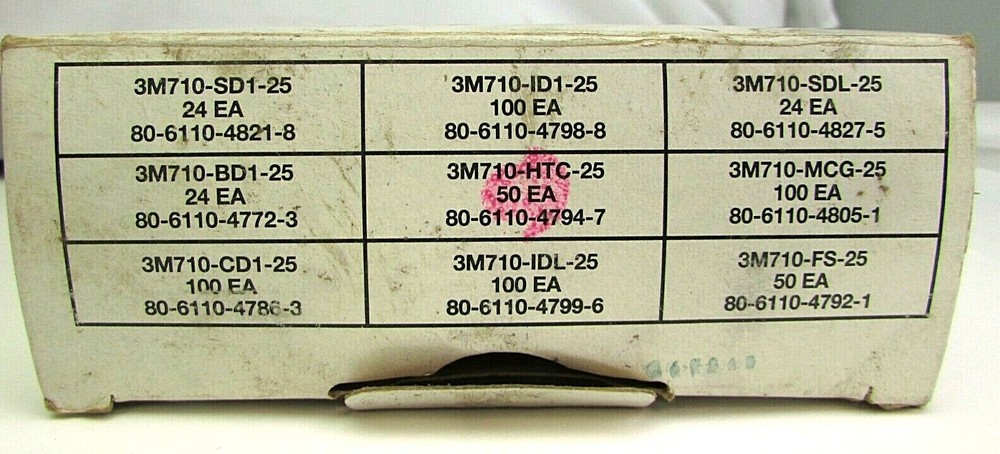 3M710-SD1-25
24 EA
80-6110-4821-8
3M710-ID1-25
100 EA
80-6110-4798-8
3M710-SDL-25
24 EA
80-6110-4827-5
3M710-BD1-25
24 EA
80-6110-4772-3
3M710-HTC-25
50 EA
80-6110-4794-7
3M710-MCG-25
100 EA
80-6110-4805-1
3M710-CD1-25
100 EA
80-6110-4786-3
3M710-IDL-25
100 EA
80-6110-4799-6
3M710-FS-25
50 EA
80-6110-4792-1